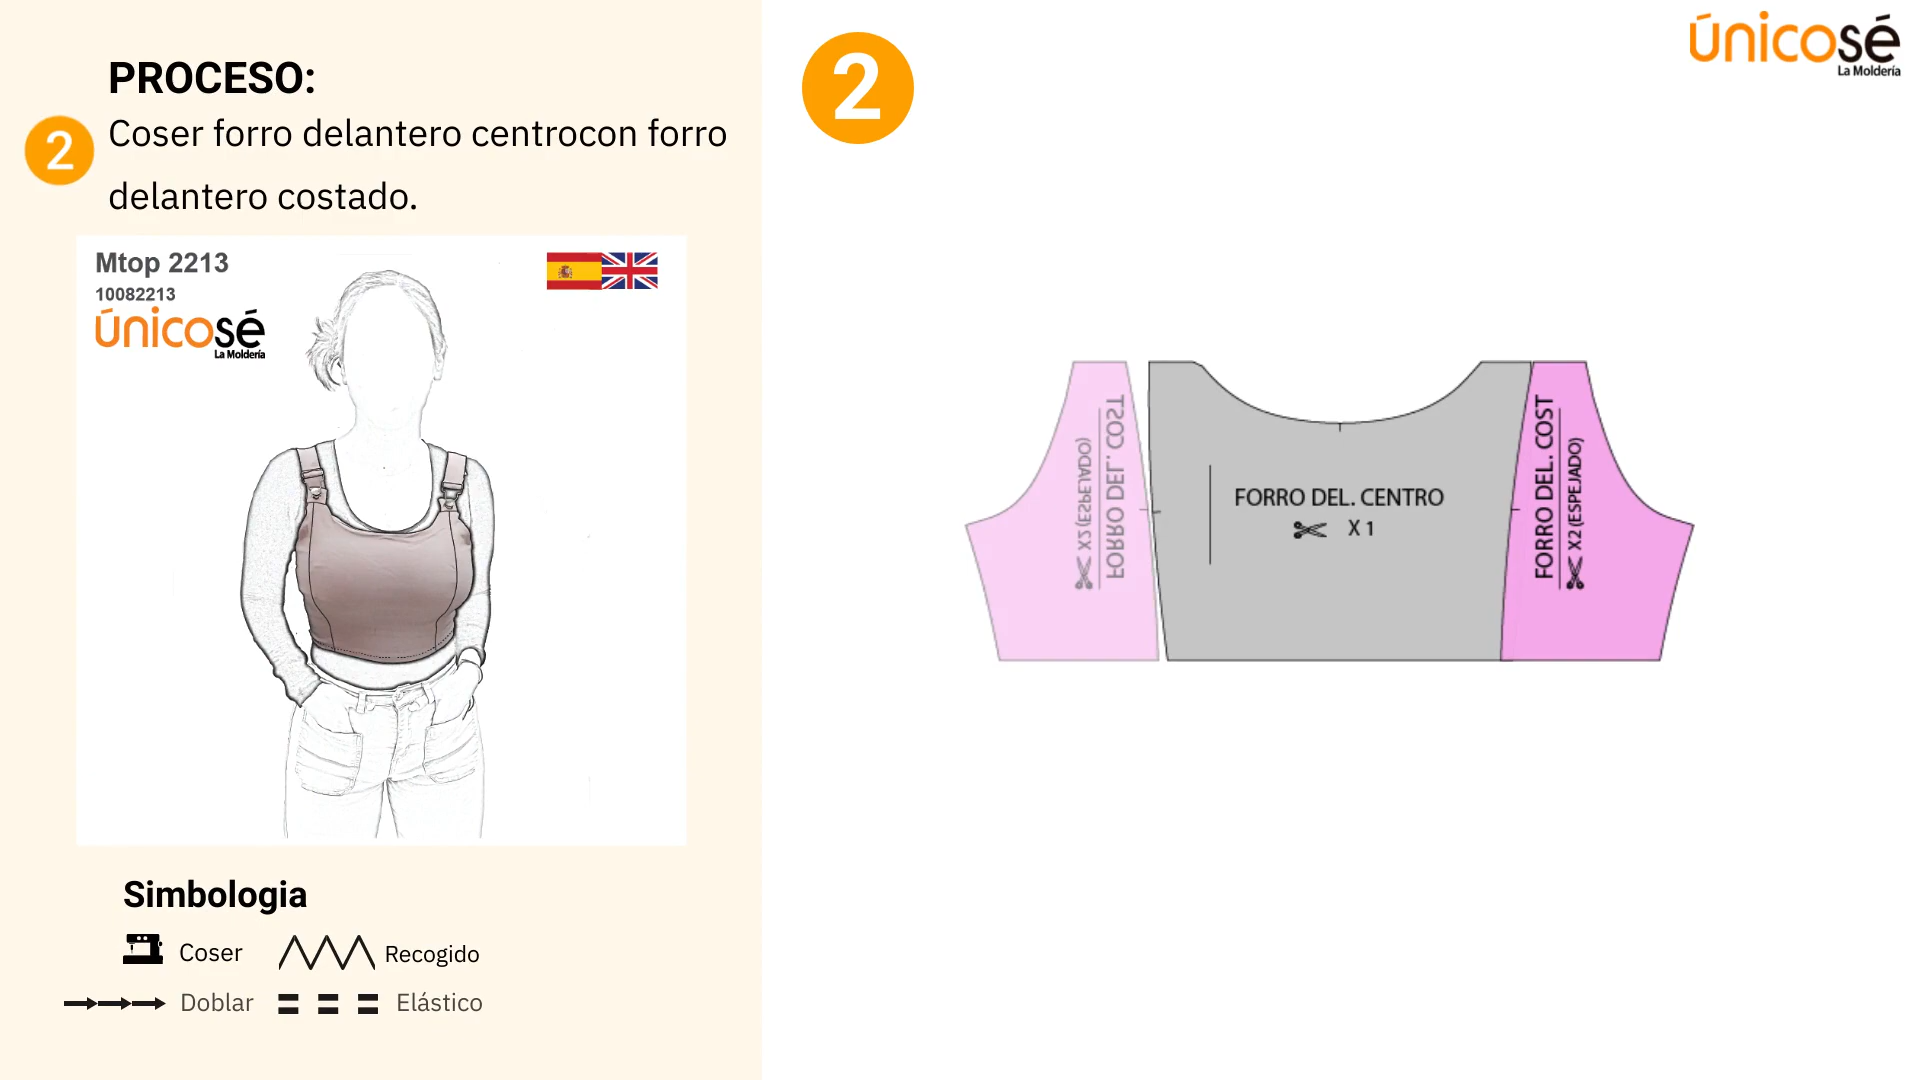 PROCESO:
2
Coser forro delantero centrocon forro
delantero costado.
Mtop 2213
10082213
únicosé
La Moldería
Simbologia
Coser
Recogido
Doblar
Elástico
2
únicosé
La Moldería
FORRO DEL. COST
X2 (ESPEJADO)
FORRO DEL. CENTRO
X 1
FORRO DEL. COST
X2 (ESPEJADO)